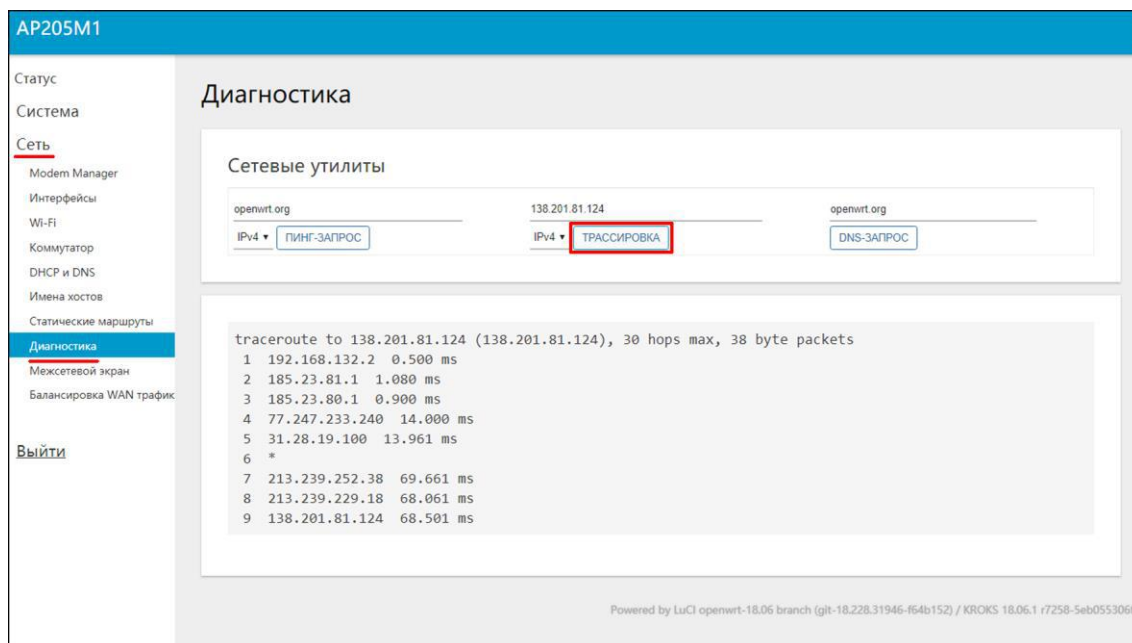 AP205M1
Статус
Система
Сеть
Modem Manager
Интерфейсы
Wi-Fi
Коммутатор
DHCP и DNS
Имена хостов
Статические маршруты
Диагностика
Межсетевой экран
Балансировка WAN трафик
Выйти
Диагностика
Сетевые утилиты
openwrt.org 138.201.81.124 openwrt.org
IPv4 ПИНГ-ЗАПРОС IPv4 ТРАССИРОВКА DNS-ЗАПРОС
traceroute to 138.201.81.124 (138.201.81.124), 30 hops max, 38 byte packets
1 192.168.132.2 0.500 ms
2 185.23.81.1 1.080 ms
3 185.23.80.1 0.900 ms
4 77.247.233.240 14.000 ms
5 31.28.19.100 13.961 ms
6 *
7 213.239.252.38 69.661 ms
8 213.239.229.18 68.061 ms
9 138.201.81.124 68.501 ms
Powered by LuCI openwrt-18.06 branch (git-18.228.31946-f64b152) / KROKS 18.06.1